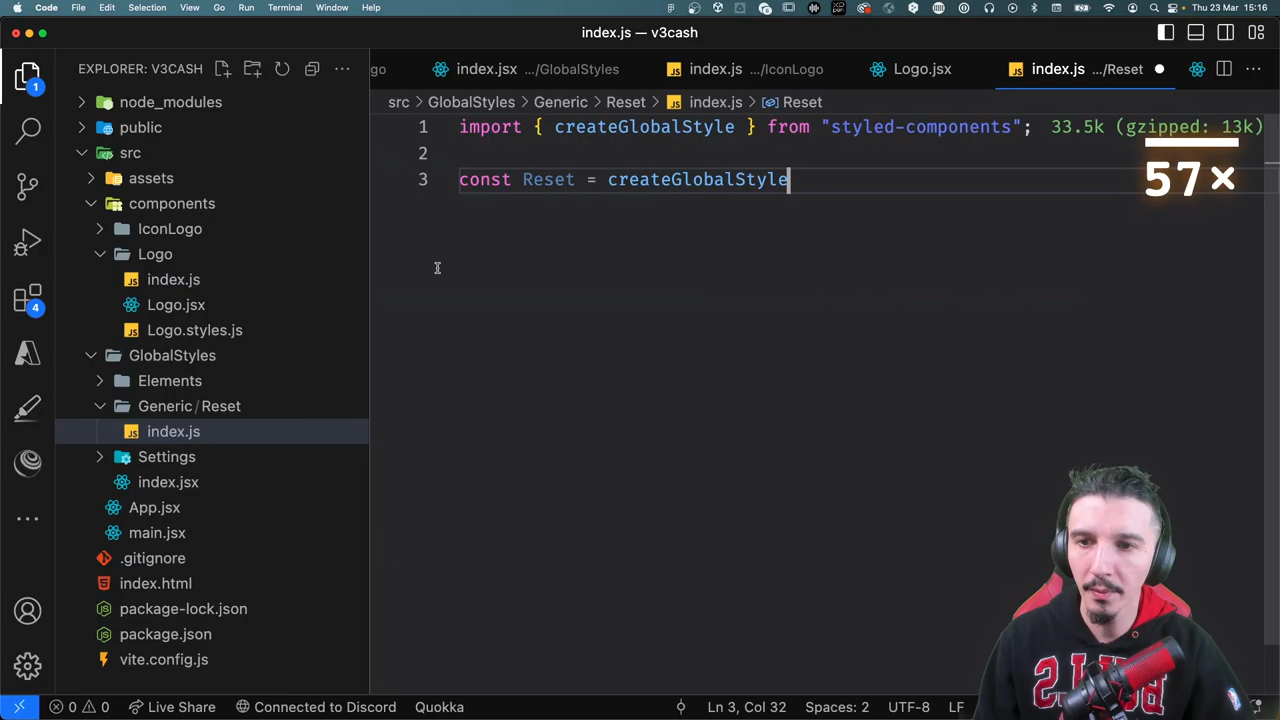 Code File Edit Selection View Go Run Terminal Window Help Thu 23 Mar 15:16
index.js — v3cash
EXPLORER: V3CASH
go index.jsx .../GlobalStyles index.js .../IconLogo Logo.jsx index.js .../Reset
src > GlobalStyles > Generic > Reset > index.js > Reset
1 import { createGlobalStyle } from "styled-components"; 33.5k (gzipped: 13k)
2
3 const Reset = createGlobalStyle
57×
node_modules
public
src
assets
components
IconLogo
Logo
index.js
Logo.jsx
Logo.styles.js
GlobalStyles
Elements
Generic / Reset
index.js
Settings
index.jsx
App.jsx
main.jsx
.gitignore
index.html
package-lock.json
package.json
vite.config.js
1
4
0 0 Live Share Connected to Discord Quokka Ln 3, Col 32 Spaces: 2 UTF-8 LF